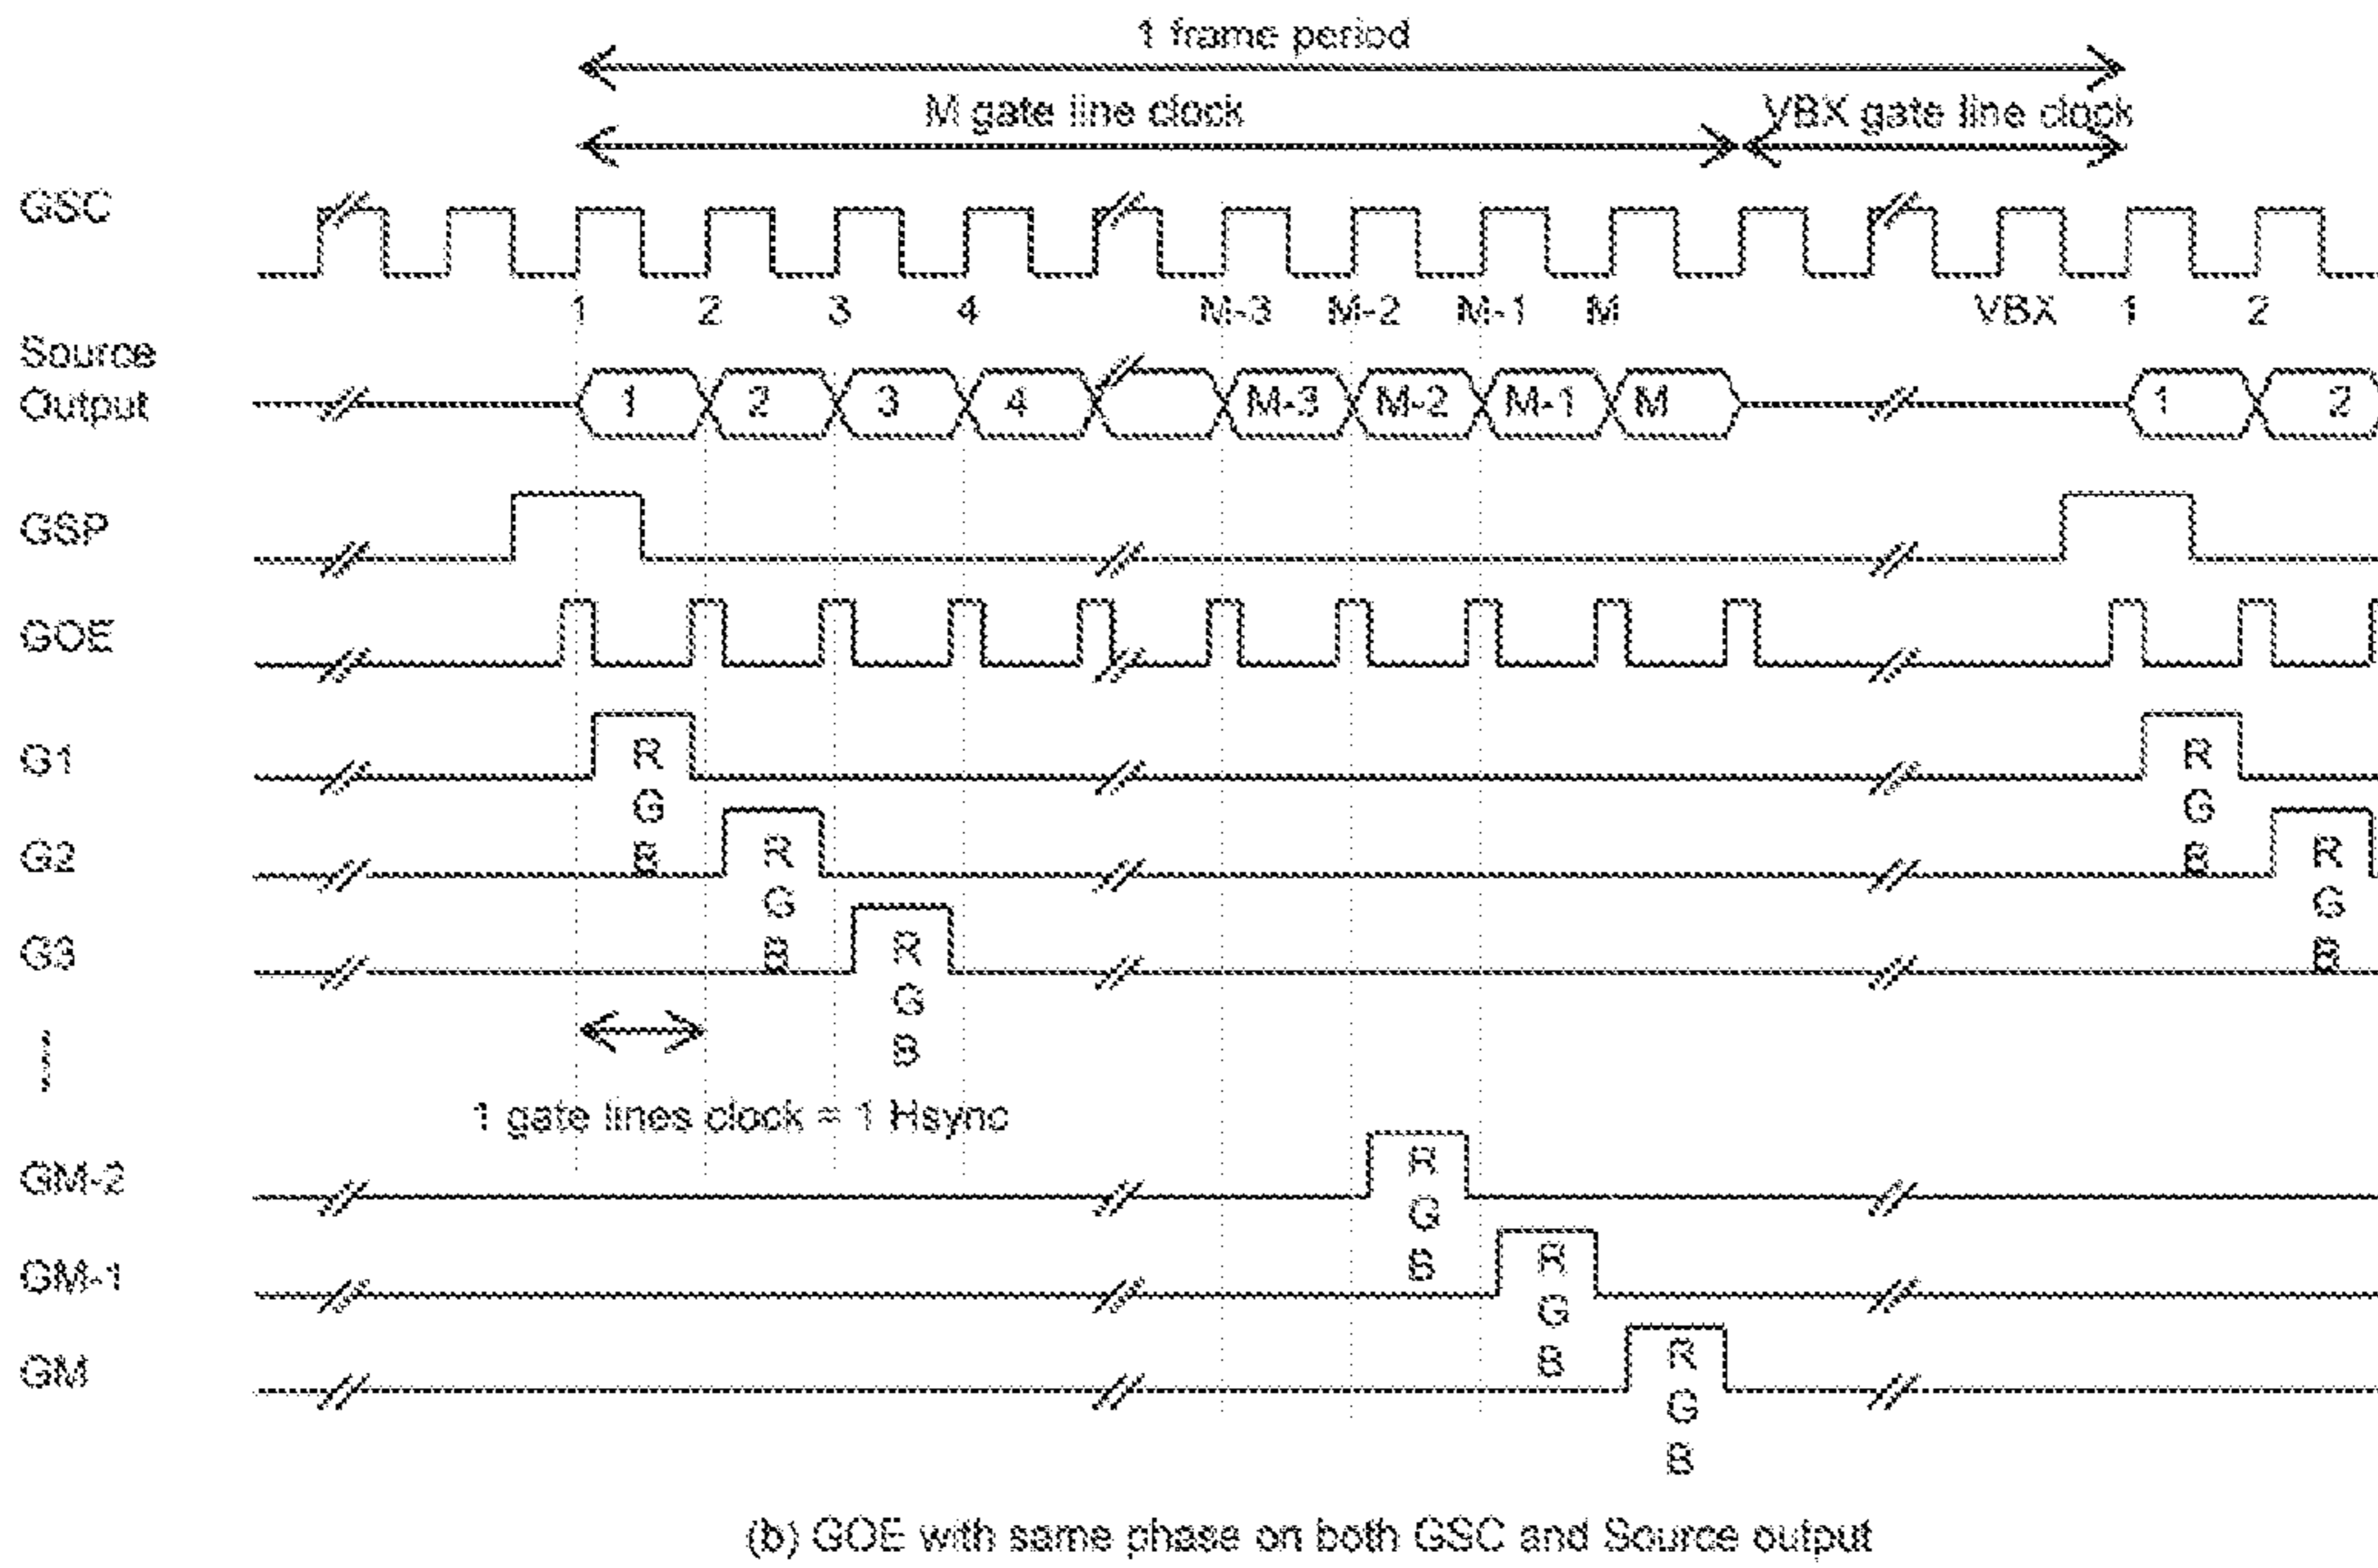 1 frame period
M gate line clock
VBX gate line clock
GSC
1 2 3 4 M-3 M-2 M-1 M VBX 1 2
Source
Output
1 2 3 4 M-3 M-2 M-1 M 1 2
GSP
GOE
G1
R
G
B
R
G
B
G2
R
G
B
R
G
B
G3
R
G
B
1 gate lines clock = 1 Hsync
GM-2
R
G
B
GM-1
R
G
B
GM
R
G
B
(b) GOE with same phase on both GSC and Source output